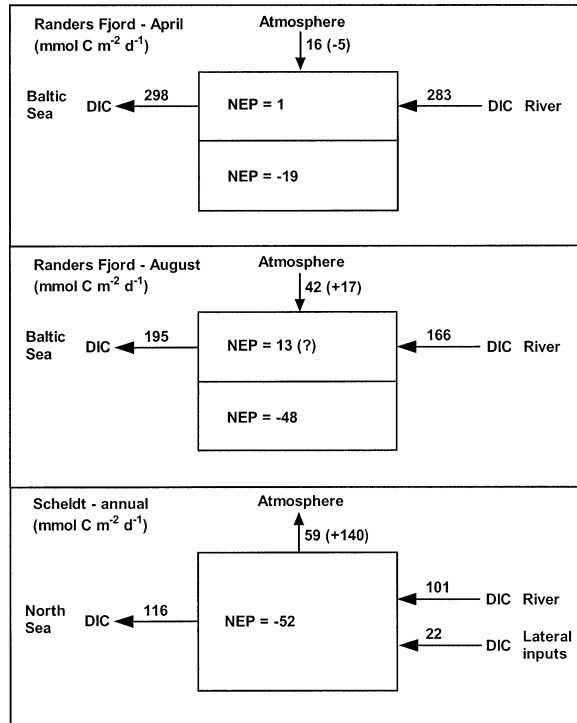 Randers Fjord - April
(mmol C m⁻² d⁻¹)
Atmosphere
16 (-5)
Baltic
Sea
DIC
298
NEP = 1
283
DIC River
NEP = -19
Randers Fjord - August
(mmol C m⁻² d⁻¹)
Atmosphere
42 (+17)
Baltic
Sea
DIC
195
NEP = 13 (?)
166
DIC River
NEP = -48
Scheldt - annual
(mmol C m⁻² d⁻¹)
Atmosphere
59 (+140)
North
Sea
DIC
116
NEP = -52
101
DIC River
22
DIC Lateral
inputs